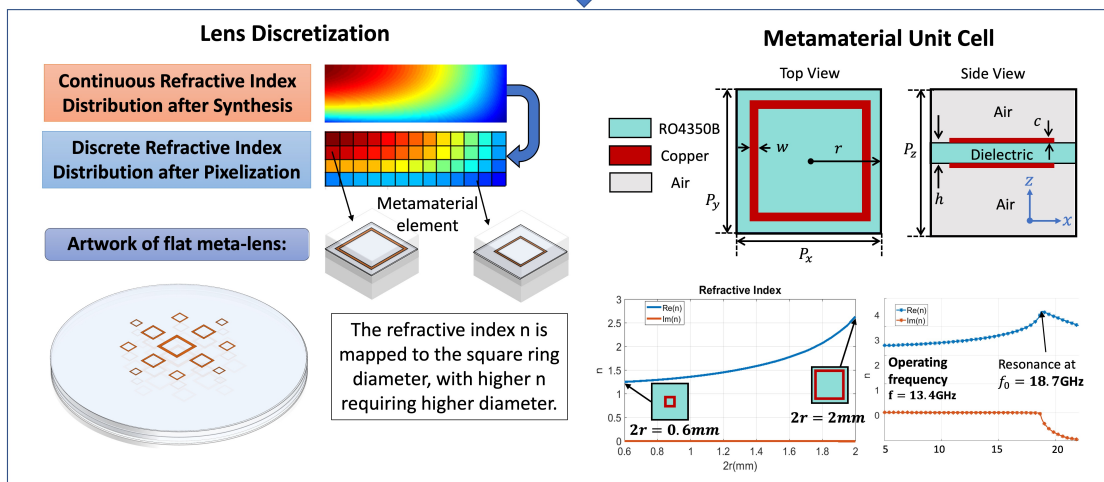 Lens Discretization
Continuous Refractive Index
Distribution after Synthesis
Discrete Refractive Index
Distribution after Pixelization
Metamaterial
element
Artwork of flat meta-lens:
The refractive index n is
mapped to the square ring
diameter, with higher n
requiring higher diameter.
Metamaterial Unit Cell
Top View
Side View
RO4350B
Copper
Air
w
r
P_y
P_x
Air
c
P_z
Dielectric
h
Air
z
x
Refractive Index
Re(n)
Im(n)
3
2.5
2
1.5
1
0.5
0
n
0.6
0.8
1
1.2
1.4
1.6
1.8
2
2r(mm)
2r = 0.6mm
2r = 2mm
Re(n)
Im(n)
4
3
2
1
0
n
5
10
15
20
Operating
frequency
f = 13.4GHz
Resonance at
f₀ = 18.7GHz